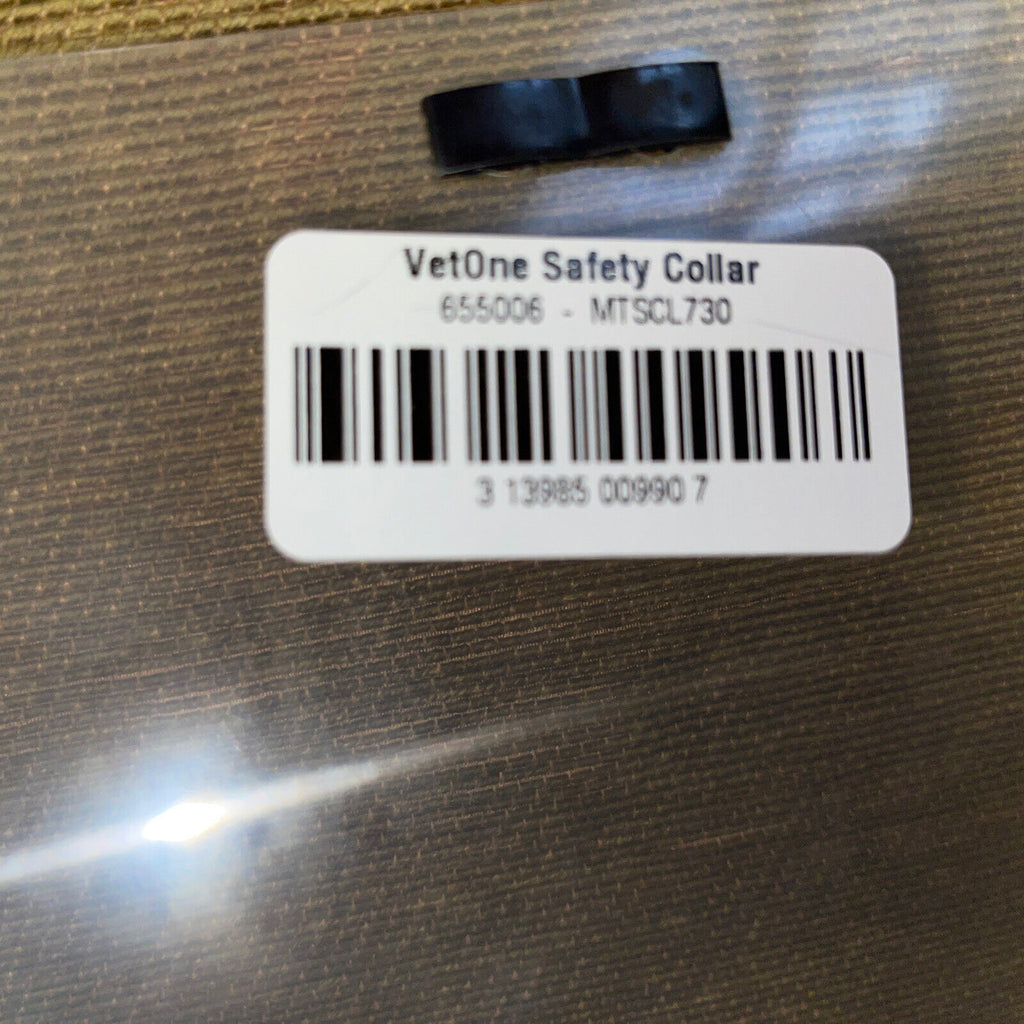 VetOne Safety Collar
655006 - MTSCL730
3 13985 00990 7